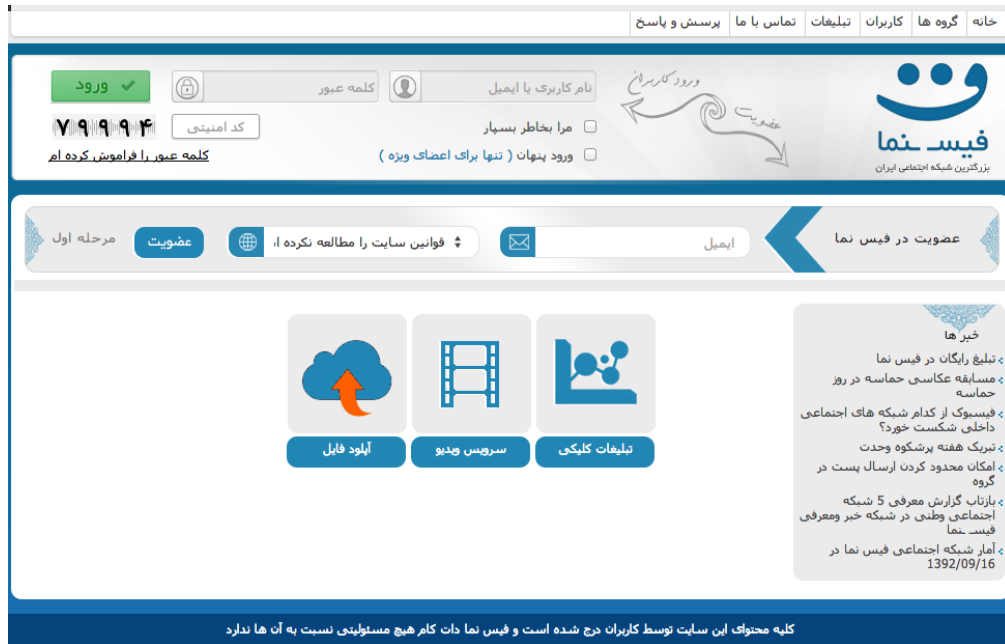 خانه گروه ها کاربران تبلیغات تماس با ما پرسش و پاسخ
فیس نما
بزرگترین شبکه اجتماعی ایران
ورود کاربران
عضویت
نام کاربری یا ایمیل
کلمه عبور
ورود
مرا بخاطر بسپار
کد امنیتی
۷۹۹۹۴
ورود پنهان ( تنها برای اعضای ویژه )
کلمه عبور را فراموش کرده ام
عضویت در فیس نما
ایمیل
قوانین سایت را مطالعه نکرده ا،
عضویت
مرحله اول
خبر ها
تبلیغ رایگان در فیس نما
مسابقه عکاسی حماسه در روز
حماسه
فیسبوک از کدام شبکه های اجتماعی
داخلی شکست خورد؟
تبریک هفته پرشکوه وحدت
امکان محدود کردن ارسال پست در
گروه
بازتاب گزارش معرفی 5 شبکه
اجتماعی وطنی در شبکه خبر ومعرفی
فیس نما
آمار شبکه اجتماعی فیس نما در
1392/09/16
تبلیغات کلیکی
سرویس ویدیو
آپلود فایل
کلیه محتوای این سایت توسط کاربران درج شده است و فیس نما دات کام هیچ مسئولیتی نسبت به آن ها ندارد